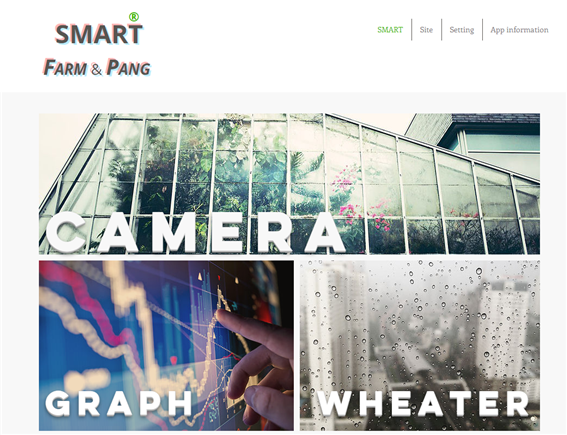 ®
SMART
FARM & PANG
SMART
Site
Setting
App information
CAMERA
GRAPH
WHEATER